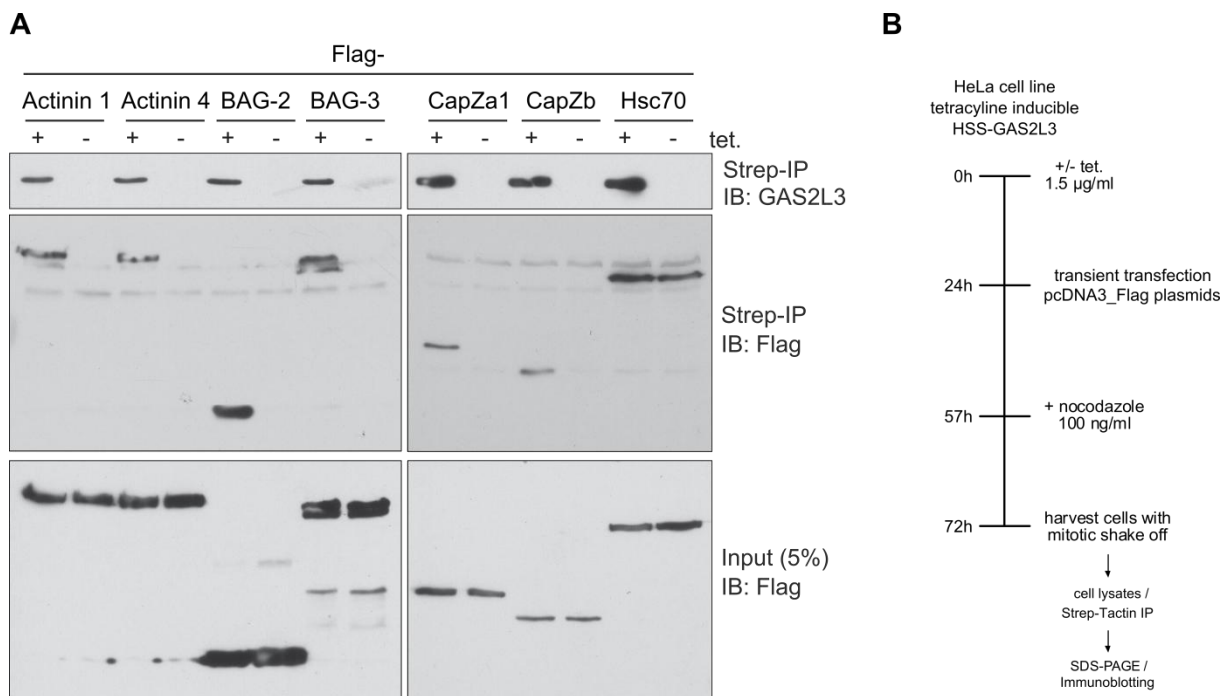 A
Flag-
Actinin 1 Actinin 4 BAG-2 BAG-3 CapZa1 CapZb Hsc70
+ - + - + - + - + - + - + - tet.
Strep-IP
IB: GAS2L3
Strep-IP
IB: Flag
Input (5%)
IB: Flag
B
HeLa cell line
tetracyline inducible
HSS-GAS2L3
0h
+/- tet.
1.5 µg/ml
24h
transient transfection
pcDNA3_Flag plasmids
57h
+ nocodazole
100 ng/ml
72h
harvest cells with
mitotic shake off
cell lysates /
Strep-Tactin IP
SDS-PAGE /
Immunoblotting